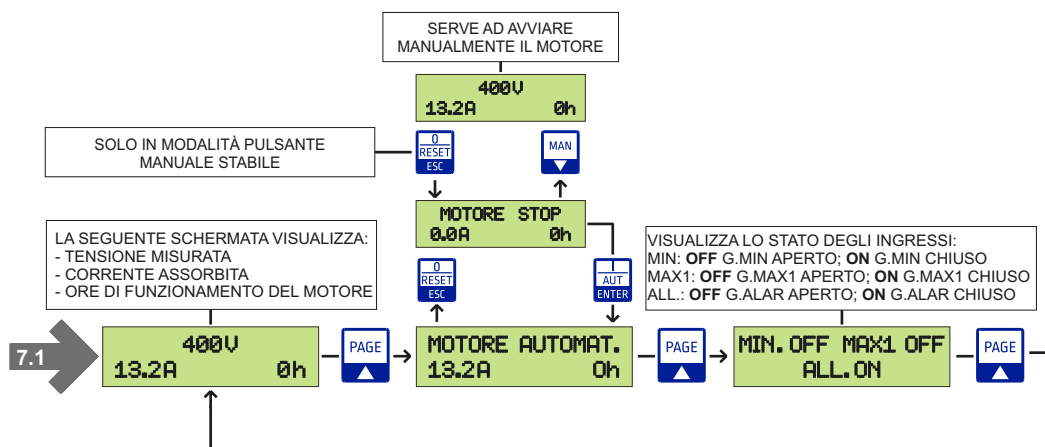 SERVE AD AVVIARE
MANUALMENTE IL MOTORE
400V
13.2A 0h
SOLO IN MODALITÀ PULSANTE
MANUALE STABILE
0
RESET
ESC
MAN
MOTORE STOP
0.0A 0h
LA SEGUENTE SCHERMATA VISUALIZZA:
- TENSIONE MISURATA
- CORRENTE ASSORBITA
- ORE DI FUNZIONAMENTO DEL MOTORE
0
RESET
ESC
I
AUT
ENTER
VISUALIZZA LO STATO DEGLI INGRESSI:
MIN: OFF G.MIN APERTO; ON G.MIN CHIUSO
MAX1: OFF G.MAX1 APERTO; ON G.MAX1 CHIUSO
ALL.: OFF G.ALAR APERTO; ON G.ALAR CHIUSO
7.1
400V
13.2A 0h
PAGE
MOTORE AUTOMAT.
13.2A 0h
PAGE
MIN.OFF MAX1 OFF
ALL.ON
PAGE